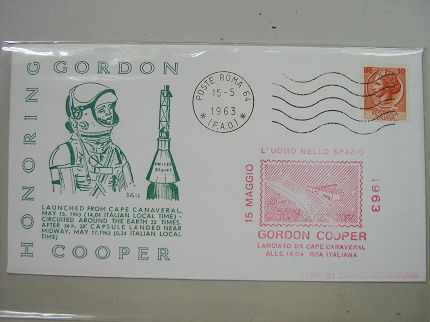 HONORING GORDON
COOPER
UNITED
STATES
LAUNCHED FROM CAPE CANAVERAL,
MAY 15, 1963 (14,04 ITALIAN LOCAL TIME) -
CIRCUITED AROUND THE EARTH 22 TIMES.
AFTER 34h. 20' CAPSULE LANDED NEAR
MIDWAY, MAY 17, 1963 (0,24 ITALIAN LOCAL
TIME)
POSTE ROMA 64
15-5
1963
* (F.A.O) *
10
L'UOMO NELLO SPAZIO
15 MAGGIO
1963
GORDON COOPER
LANCIATO DA CAPE CANAVERAL
ALLE 14,04 ORA ITALIANA